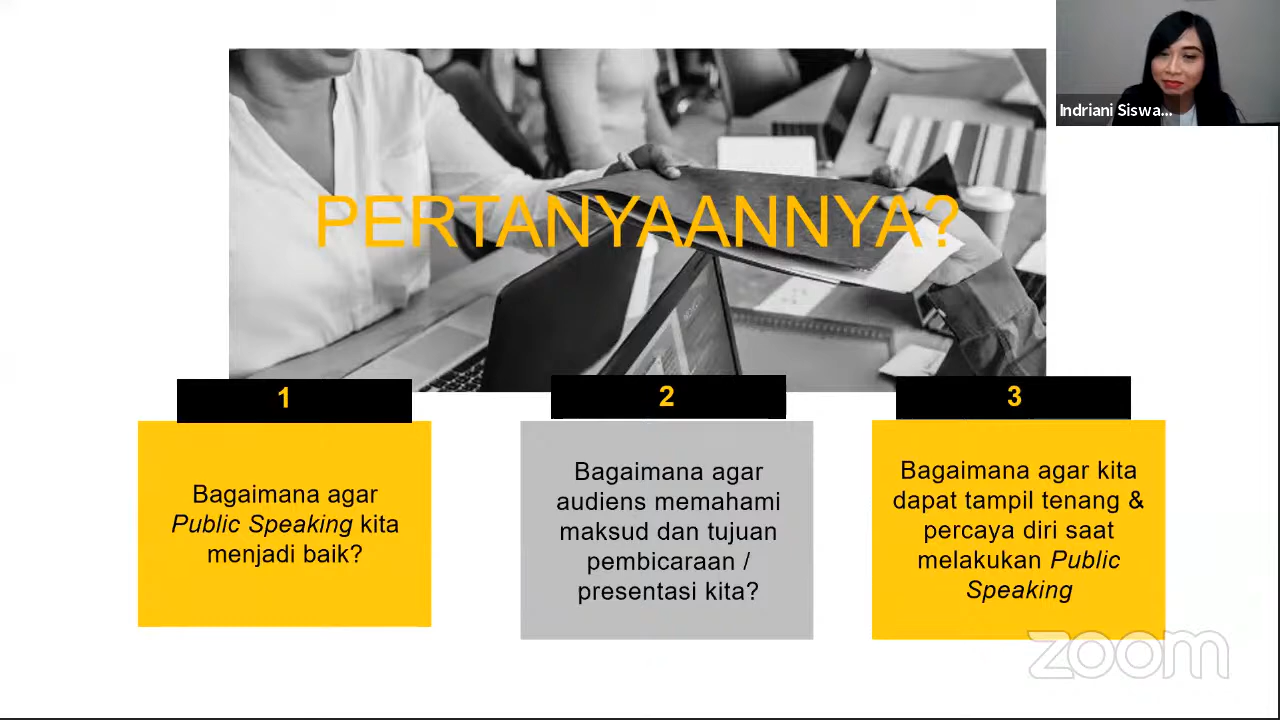 Indriani Siswa...
PERTANYAANNYA?
1
Bagaimana agar
Public Speaking kita
menjadi baik?
2
Bagaimana agar
audiens memahami
maksud dan tujuan
pembicaraan /
presentasi kita?
3
Bagaimana agar kita
dapat tampil tenang &
percaya diri saat
melakukan Public
Speaking
zoom